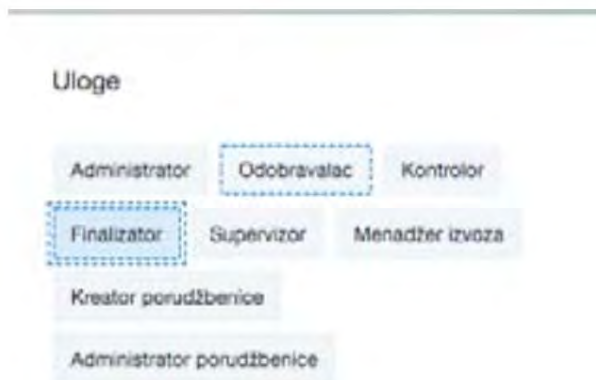 Uloge
Administrator Odobravalac Kontrolor
Finalizator Supervizor Menadžer izvoza
Kreator porudžbenice
Administrator porudžbenice